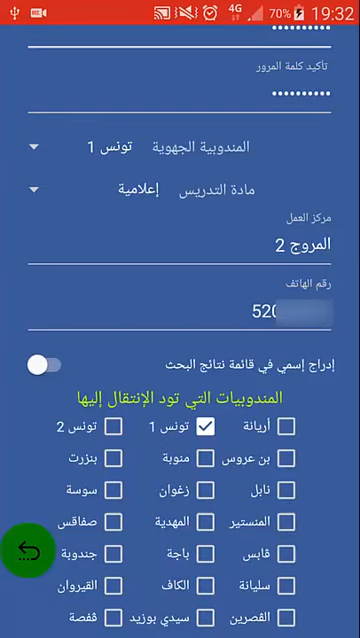 4G 70% 19:32
تأكيد كلمة المرور
المندوبية الجهوية تونس 1
مادة التدريس إعلامية
مركز العمل
المروج 2
رقم الهاتف
520
إدراج إسمي في قائمة نتائج البحث
المندوبيات التي تود الإنتقال إليها
أريانة تونس 1 تونس 2
بن عروس منوبة بنزرت
نابل زغوان سوسة
المنستير المهدية صفاقس
قابس باجة جندوبة
سليانة الكاف القيروان
القصرين سيدي بوزيد قفصة